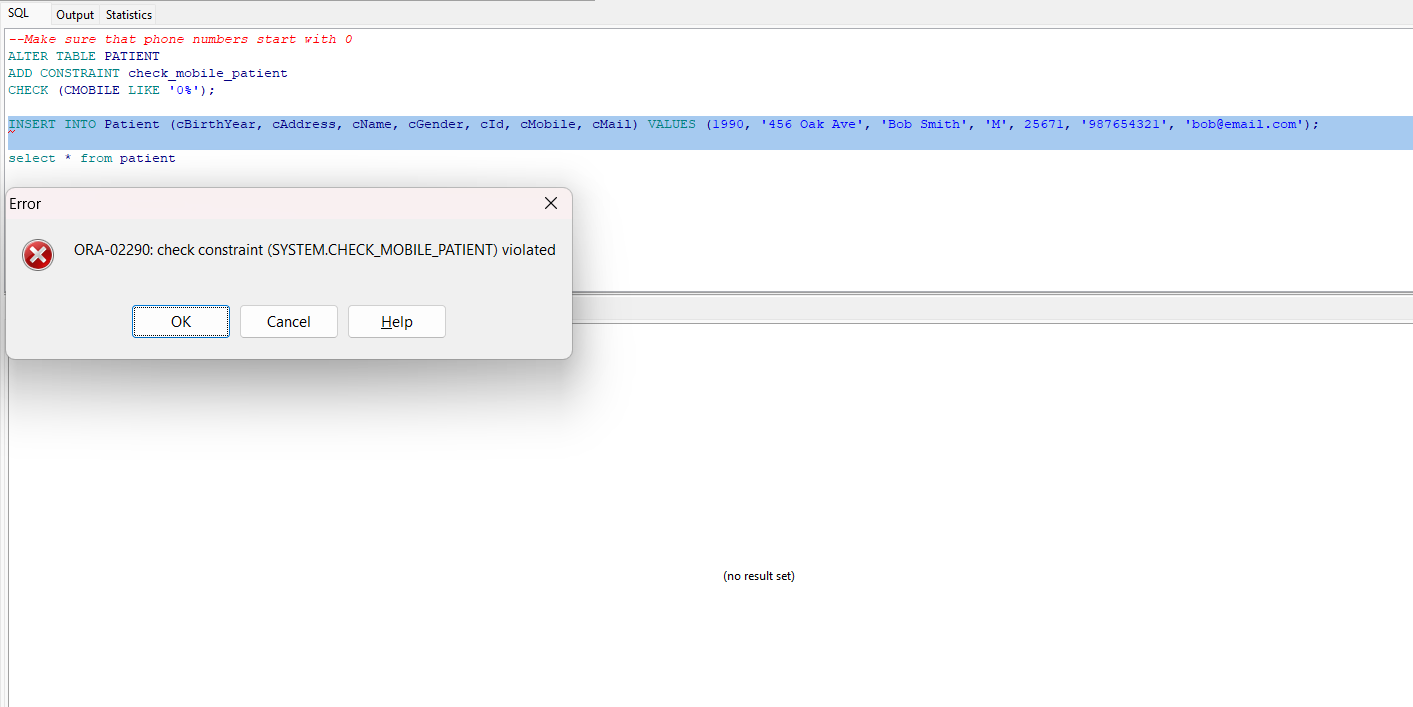 SQL Output Statistics
--Make sure that phone numbers start with 0
ALTER TABLE PATIENT
ADD CONSTRAINT check_mobile_patient
CHECK (CMOBILE LIKE '0%');
INSERT INTO Patient (cBirthYear, cAddress, cName, cGender, cId, cMobile, cMail) VALUES (1990, '456 Oak Ave', 'Bob Smith', 'M', 25671, '987654321', 'bob@email.com');
select * from patient
Error
ORA-02290: check constraint (SYSTEM.CHECK_MOBILE_PATIENT) violated
OK Cancel Help
(no result set)